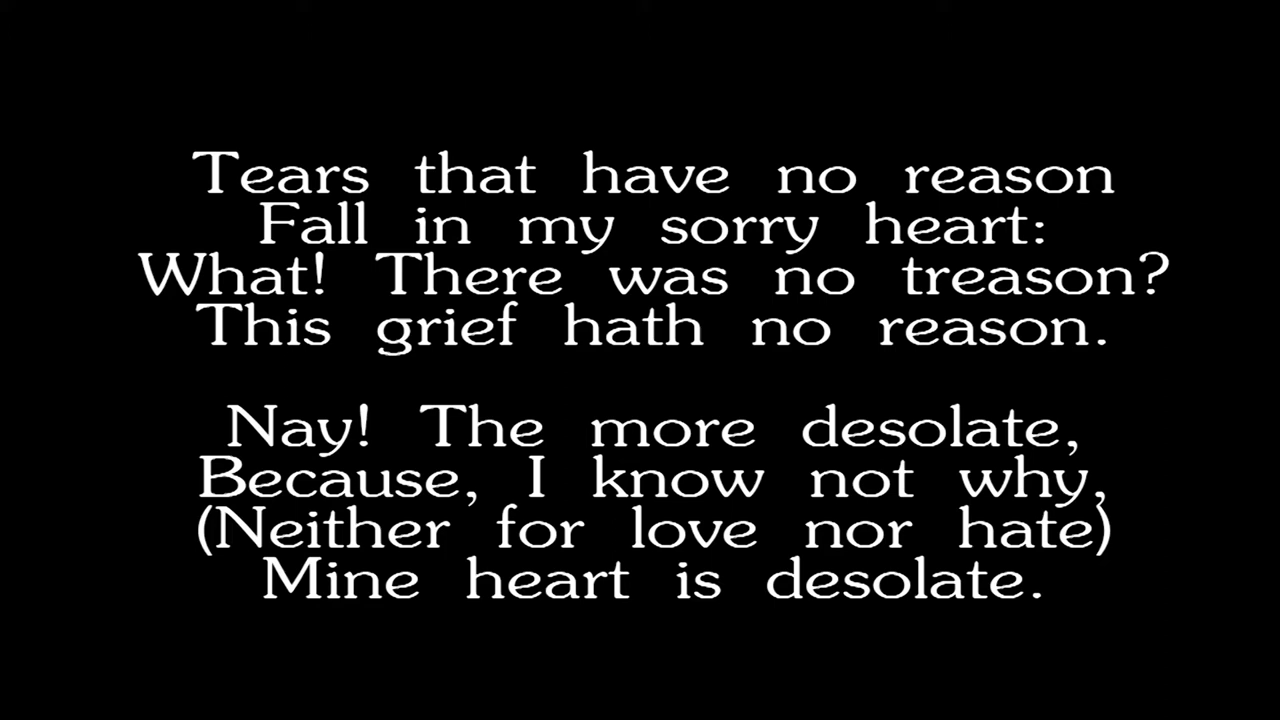 Tears that have no reason
Fall in my sorry heart:
What! There was no treason?
This grief hath no reason.
Nay! The more desolate,
Because, I know not why,
(Neither for love nor hate)
Mine heart is desolate.